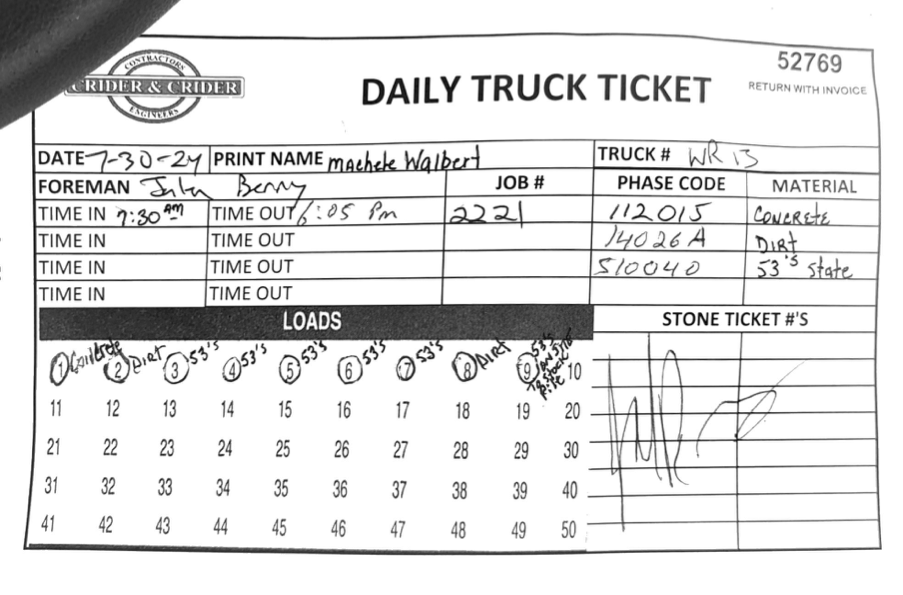 CONTRACTORS
CRIDER & CRIDER
ENGINEERS
DAILY TRUCK TICKET
52769
RETURN WITH INVOICE
DATE 7-30-24 PRINT NAME machele Walbert TRUCK # WR 13
FOREMAN Berry JOB # PHASE CODE MATERIAL
TIME IN 7:30 AM TIME OUT 6:05 Pm 2221 112015 CONCRETE
TIME IN TIME OUT 14026A DIRT
TIME IN TIME OUT 510040 53's State
TIME IN TIME OUT
LOADS STONE TICKET #'S
1 Concrete 2 Dirt 3 53's 4 53's 5 53's 6 53's 7 53's 8 Dirt 9 53's to Stock Pile 10
11 12 13 14 15 16 17 18 19 20
21 22 23 24 25 26 27 28 29 30
31 32 33 34 35 36 37 38 39 40
41 42 43 44 45 46 47 48 49 50